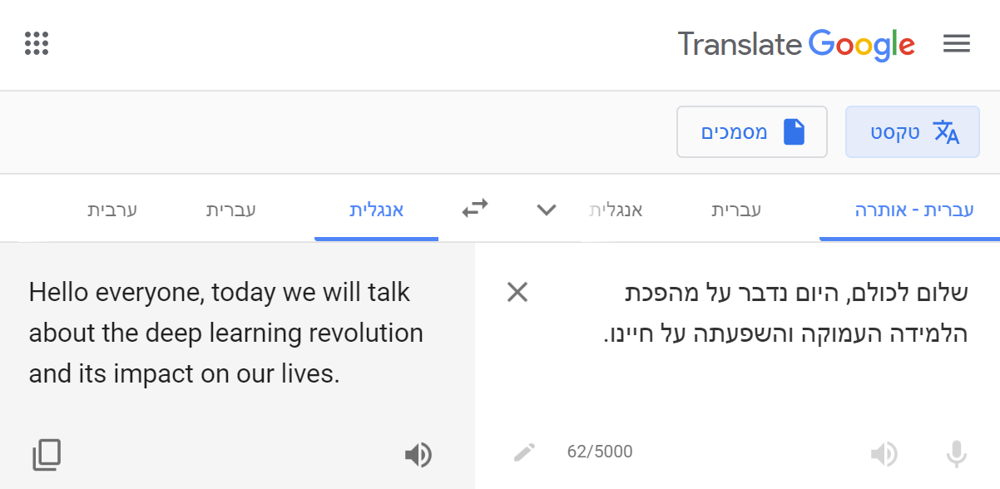 Translate Google
טקסט
מסמכים
עברית - אותרה
עברית
אנגלית
אנגלית
עברית
ערבית
שלום לכולם, היום נדבר על מהפכת
הלמידה העמוקה והשפעתה על חיינו.
62/5000
Hello everyone, today we will talk
about the deep learning revolution
and its impact on our lives.